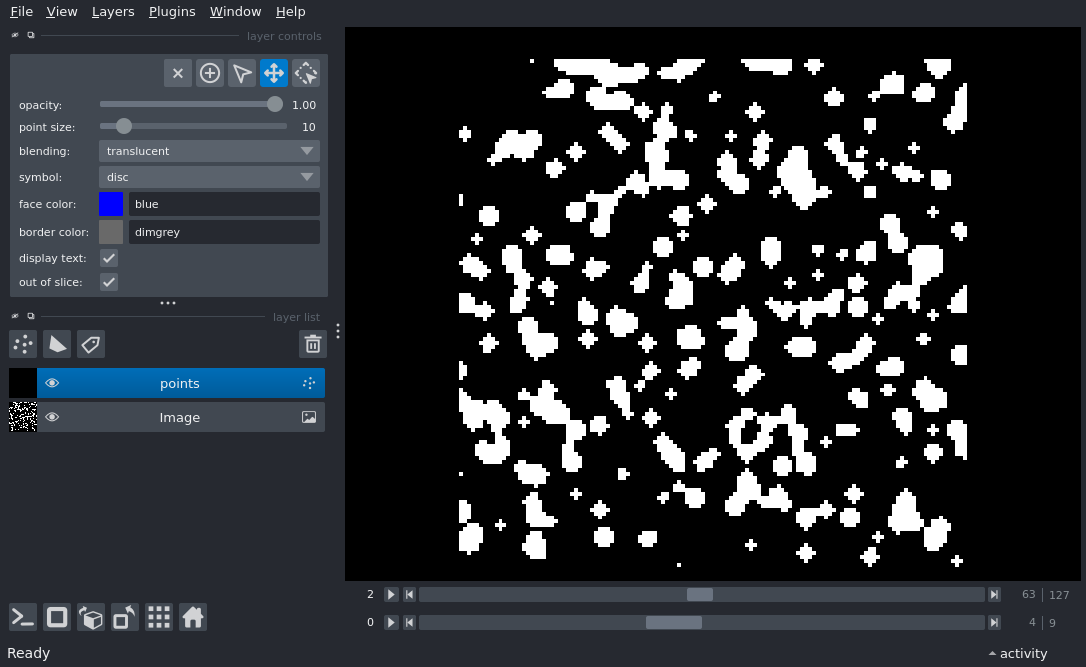 File View Layers Plugins Window Help
layer controls
opacity: 1.00
point size: 10
blending: translucent
symbol: disc
face color: blue
border color: dimgrey
display text:
out of slice:
layer list
points
Image
2 63 127
0 4 9
Ready activity